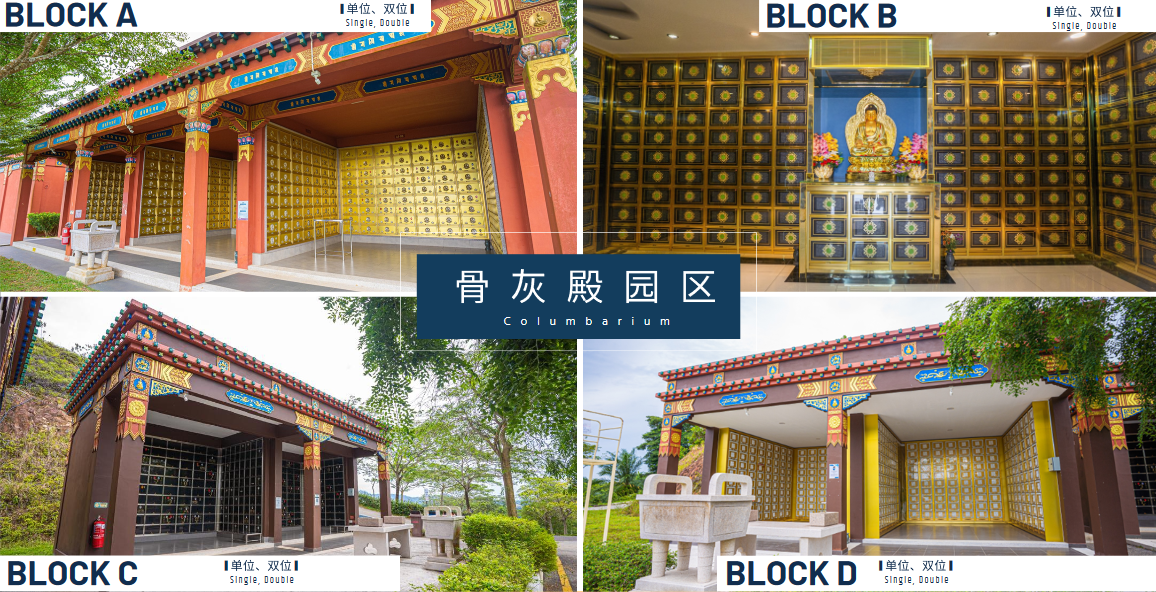 BLOCK A
单位、双位
Single, Double
BLOCK B
单位、双位
Single, Double
骨灰殿园区
Columbarium
BLOCK C
单位、双位
Single, Double
BLOCK D
单位、双位
Single, Double